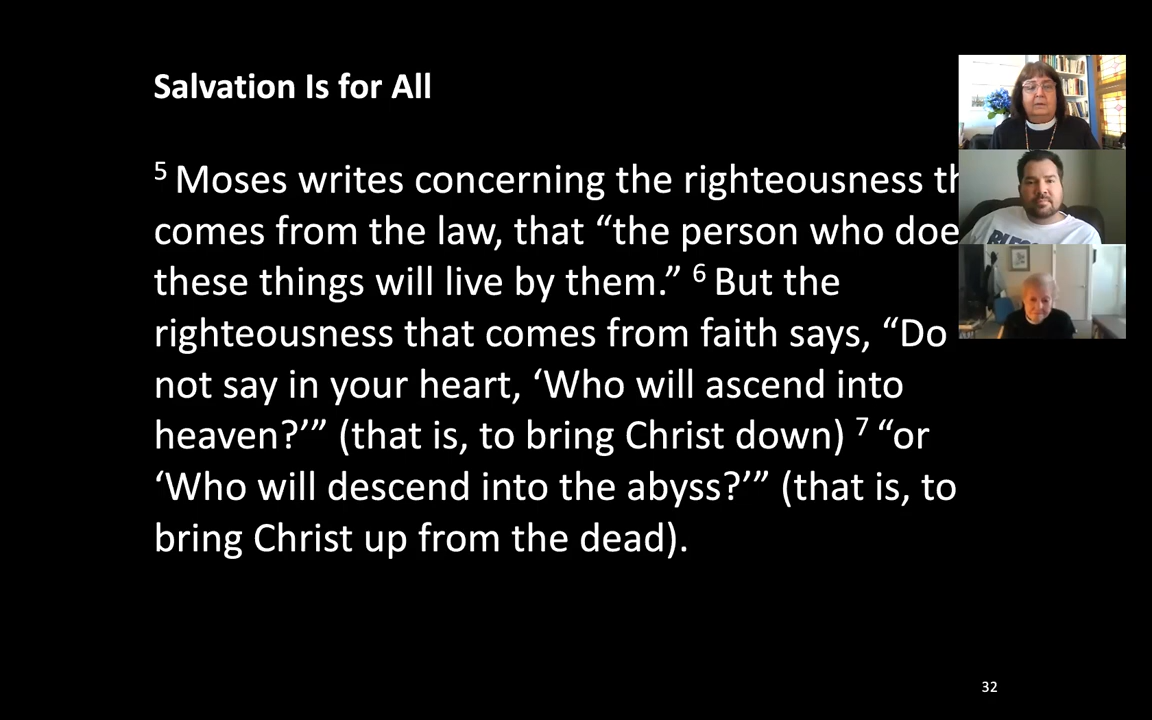 Salvation Is for All
5 Moses writes concerning the righteousness th
comes from the law, that “the person who doe
these things will live by them.” 6 But the
righteousness that comes from faith says, “Do
not say in your heart, ‘Who will ascend into
heaven?’” (that is, to bring Christ down) 7 “or
‘Who will descend into the abyss?’” (that is, to
bring Christ up from the dead).
32